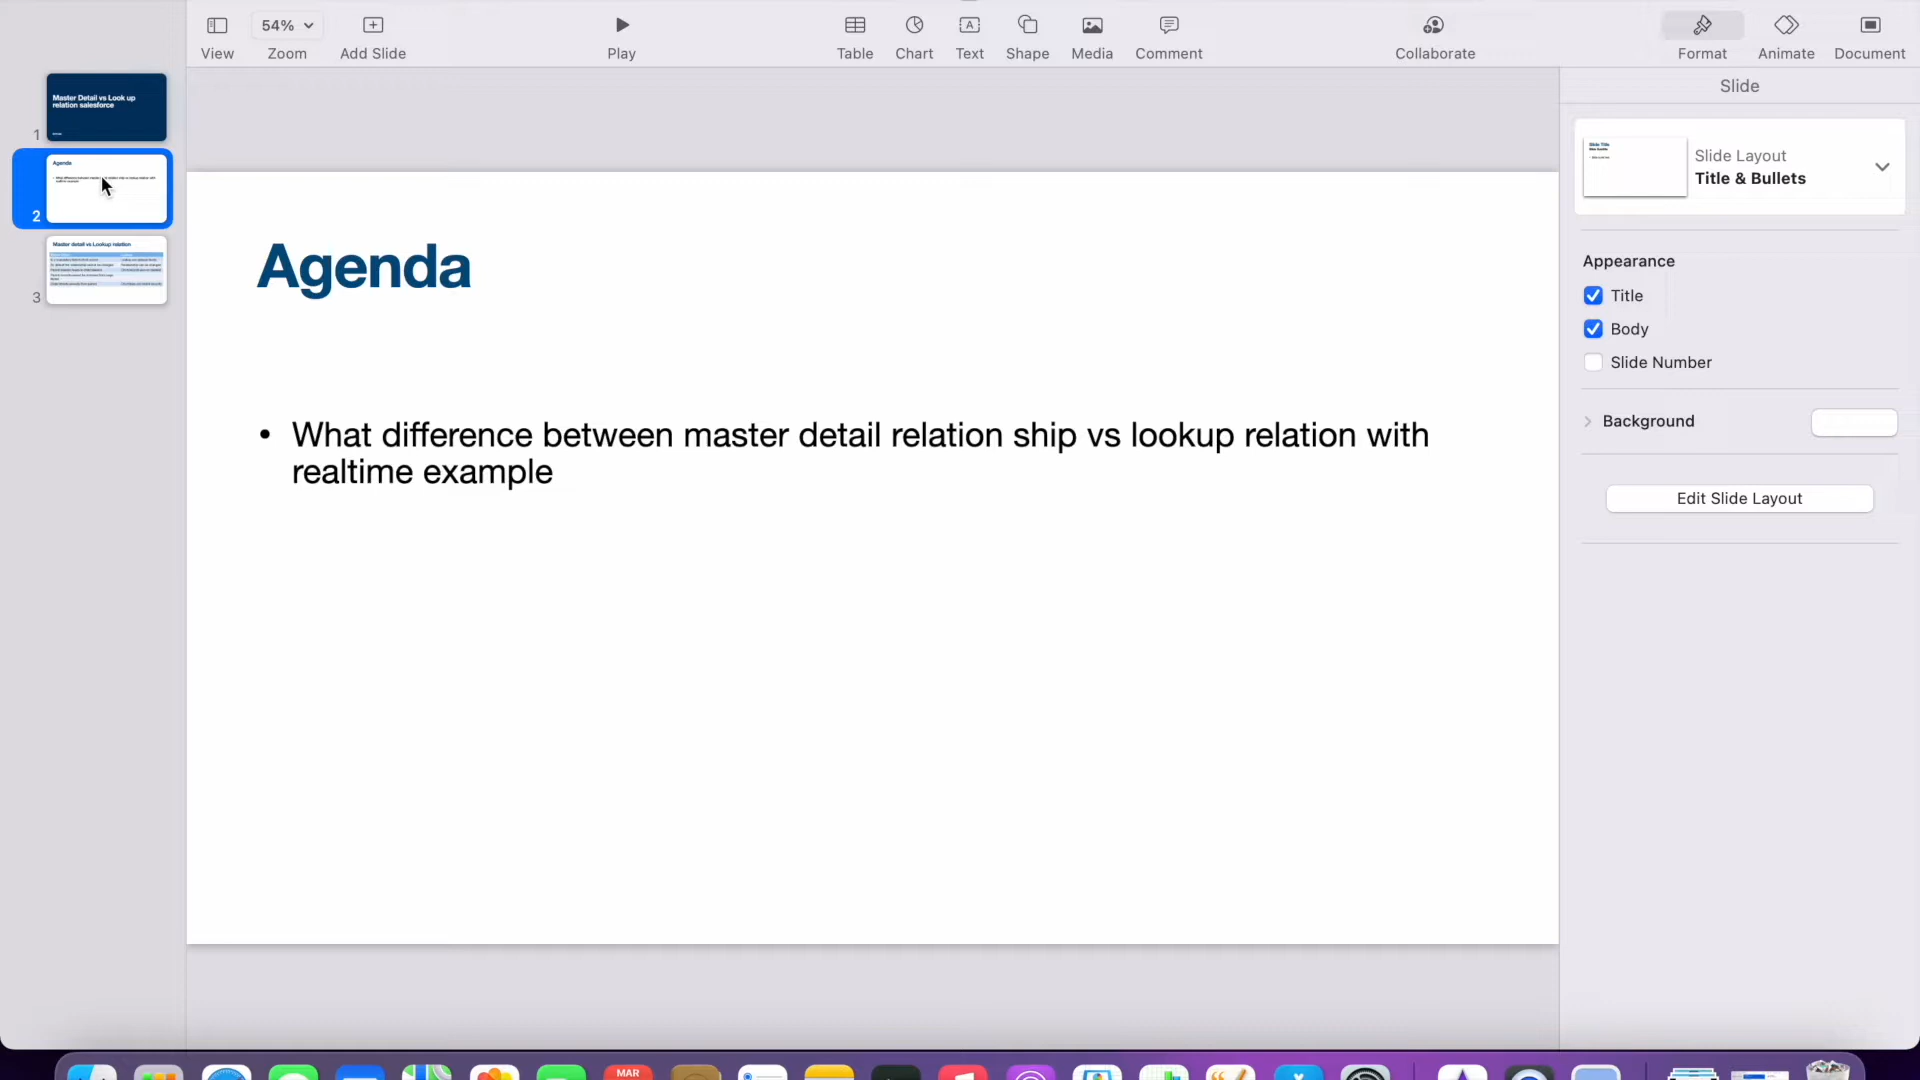 54%
View
Zoom
Add Slide
Play
Table
Chart
Text
Shape
Media
Comment
Collaborate
Format
Animate
Document
Slide
Master Detail vs Look up
relation salesforce
1
Agenda
2
Master detail vs Lookup relation
3
Agenda
• What difference between master detail relation ship vs lookup relation with
realtime example
Slide Title
Slide Layout
Title & Bullets
Appearance
Title
Body
Slide Number
Background
Edit Slide Layout
MAR